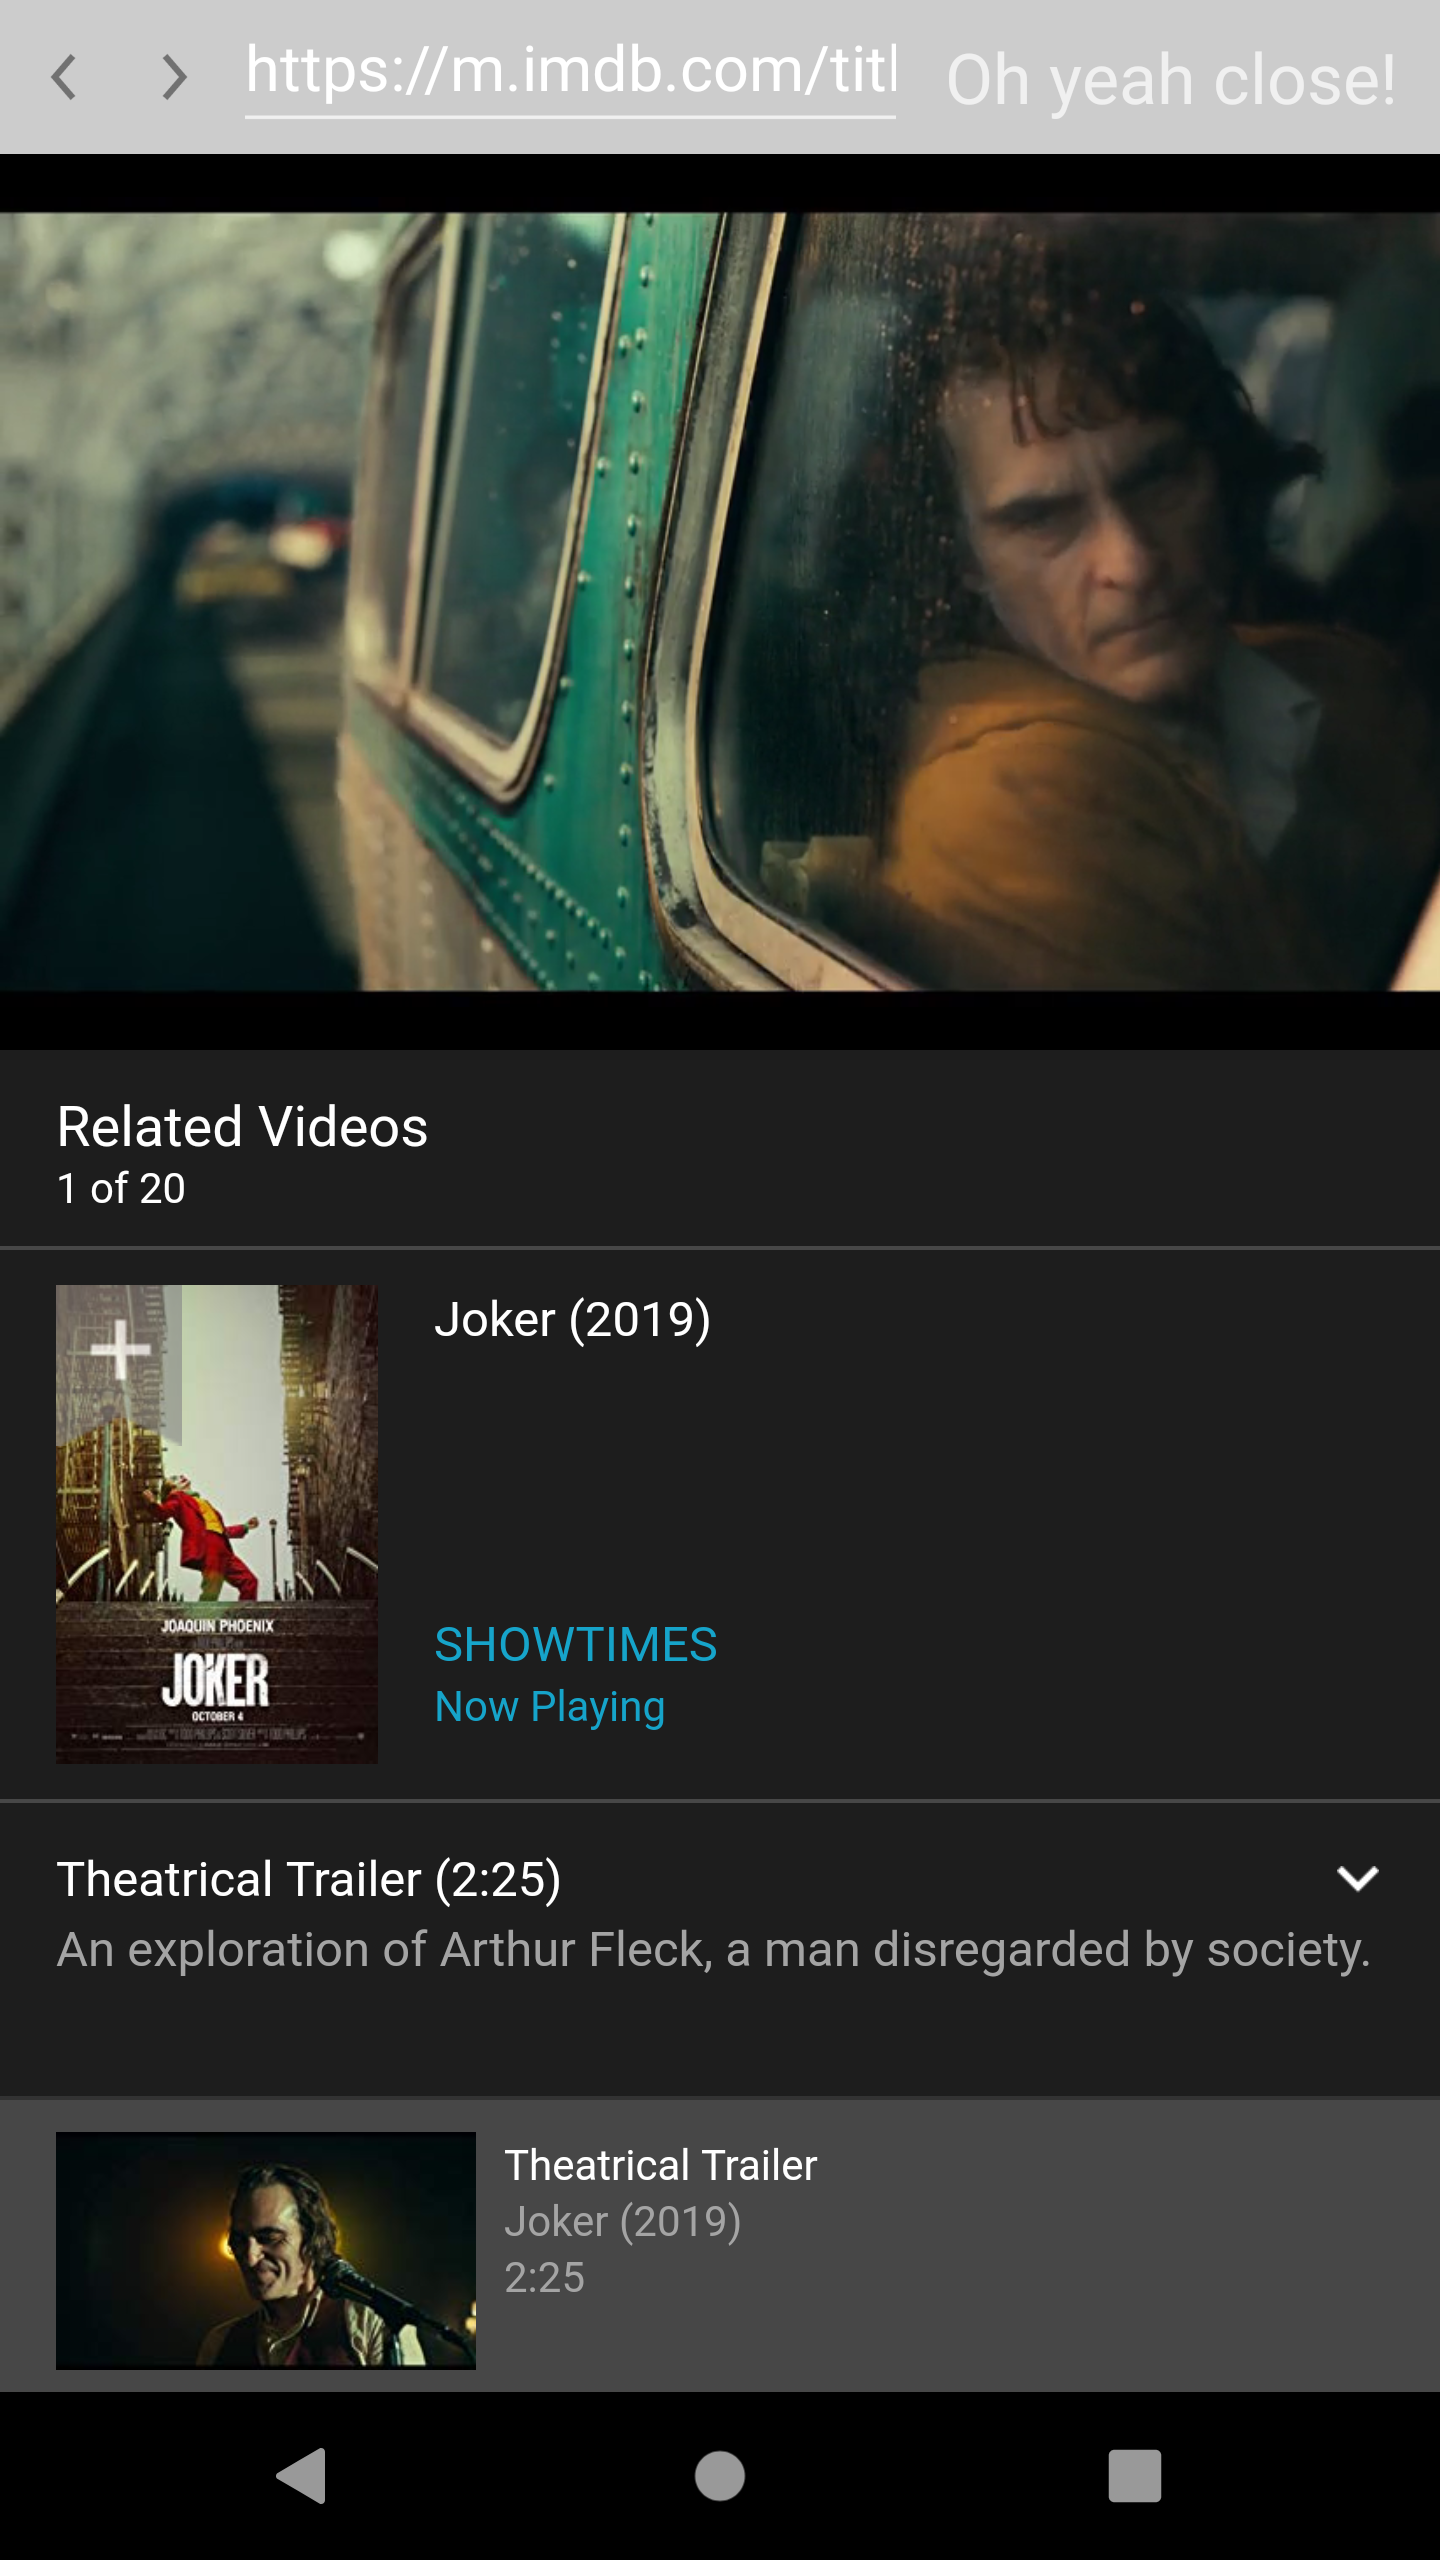 https://m.imdb.com/titl
Oh yeah close!
Related Videos
1 of 20
Joker (2019)
JOAQUIN PHOENIX
JOKER
OCTOBER 4
SHOWTIMES
Now Playing
Theatrical Trailer (2:25)
An exploration of Arthur Fleck, a man disregarded by society.
Theatrical Trailer
Joker (2019)
2:25